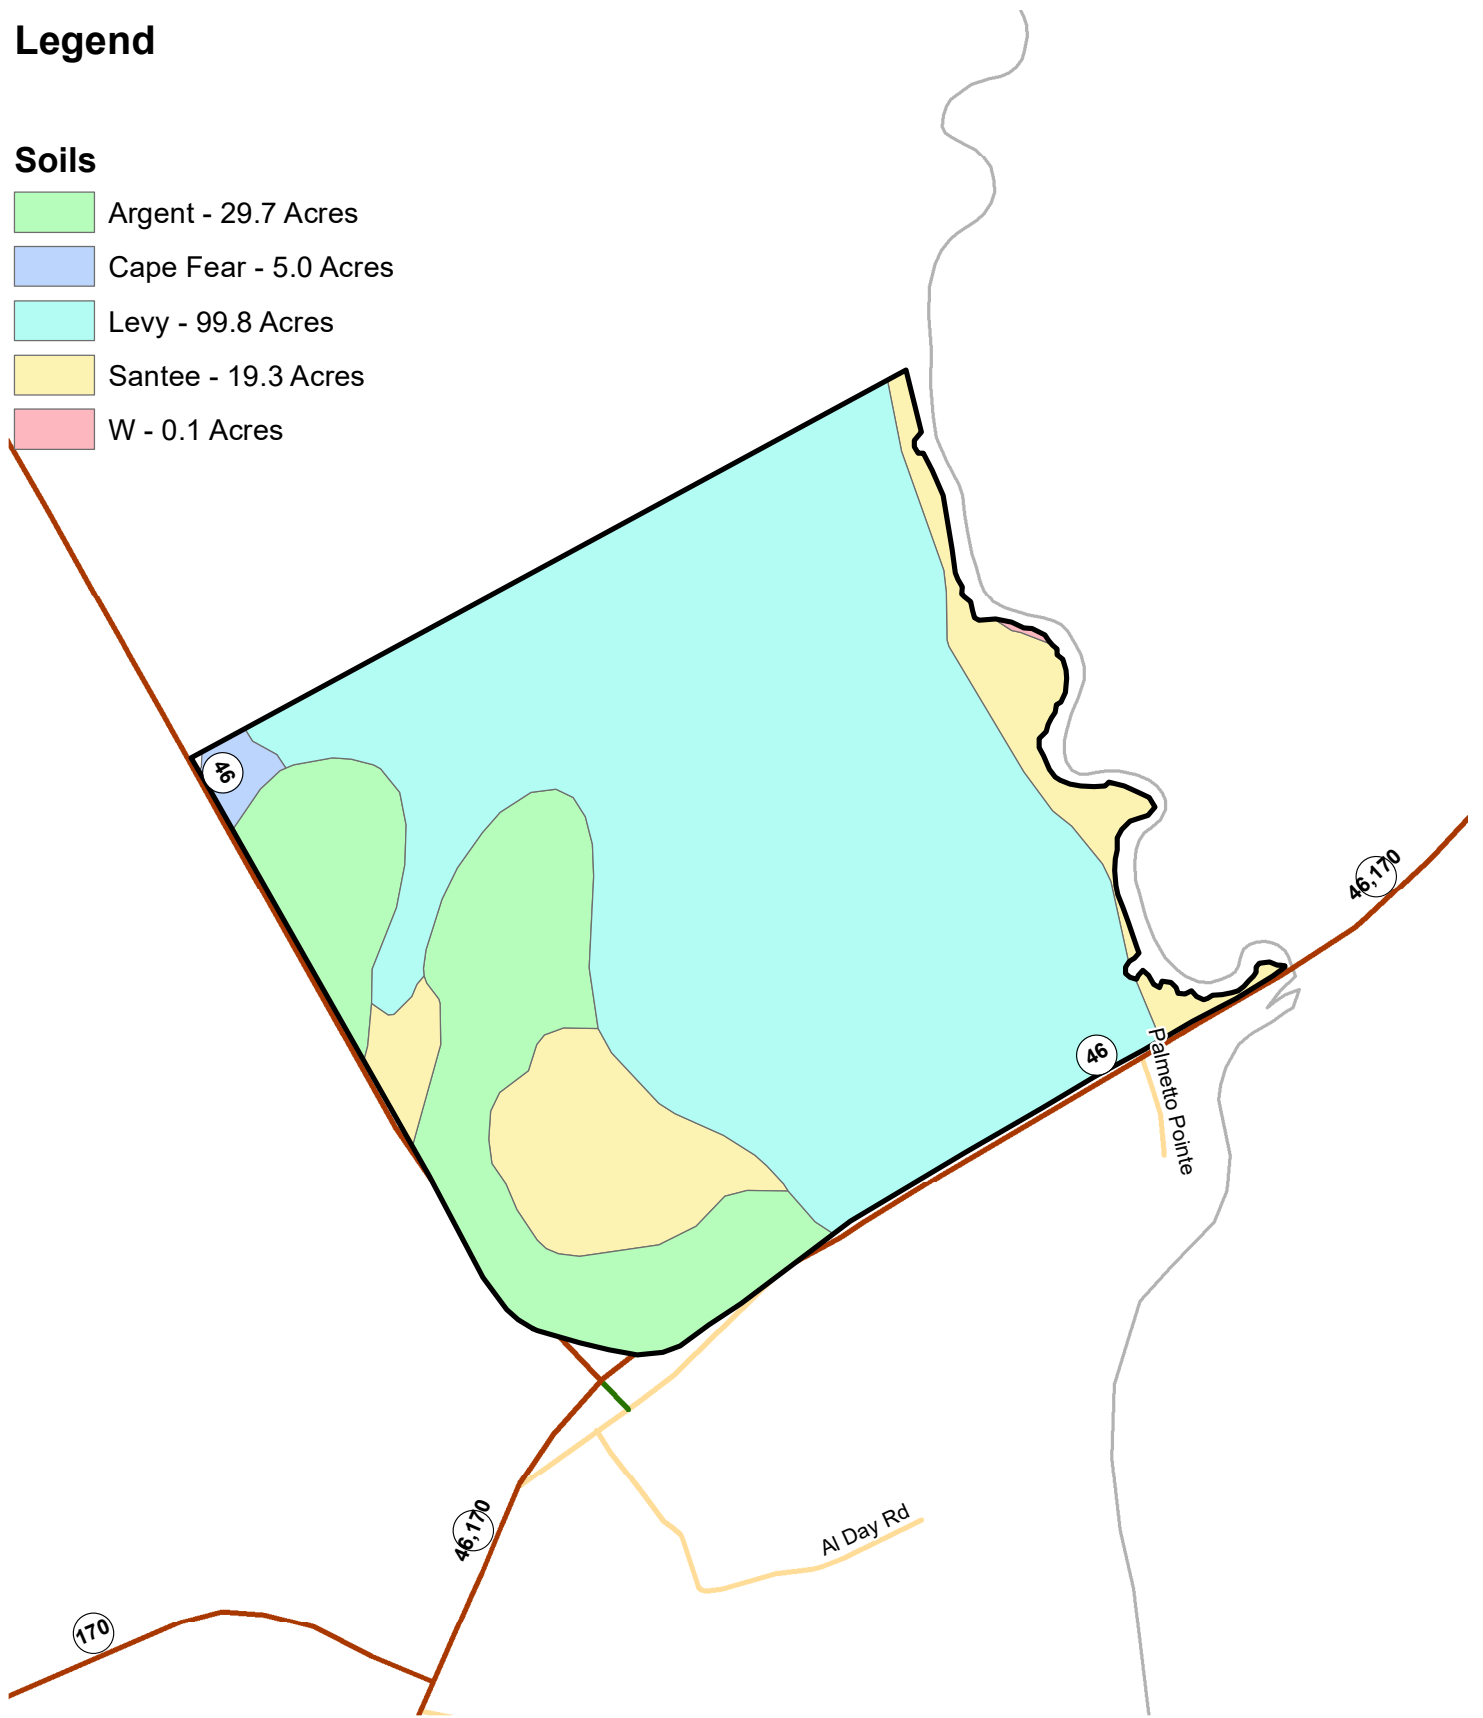 Legend
Soils
Argent - 29.7 Acres
Cape Fear - 5.0 Acres
Levy - 99.8 Acres
Santee - 19.3 Acres
W - 0.1 Acres
46
46,170
46
Palmetto Pointe
46,170
Al Day Rd
170